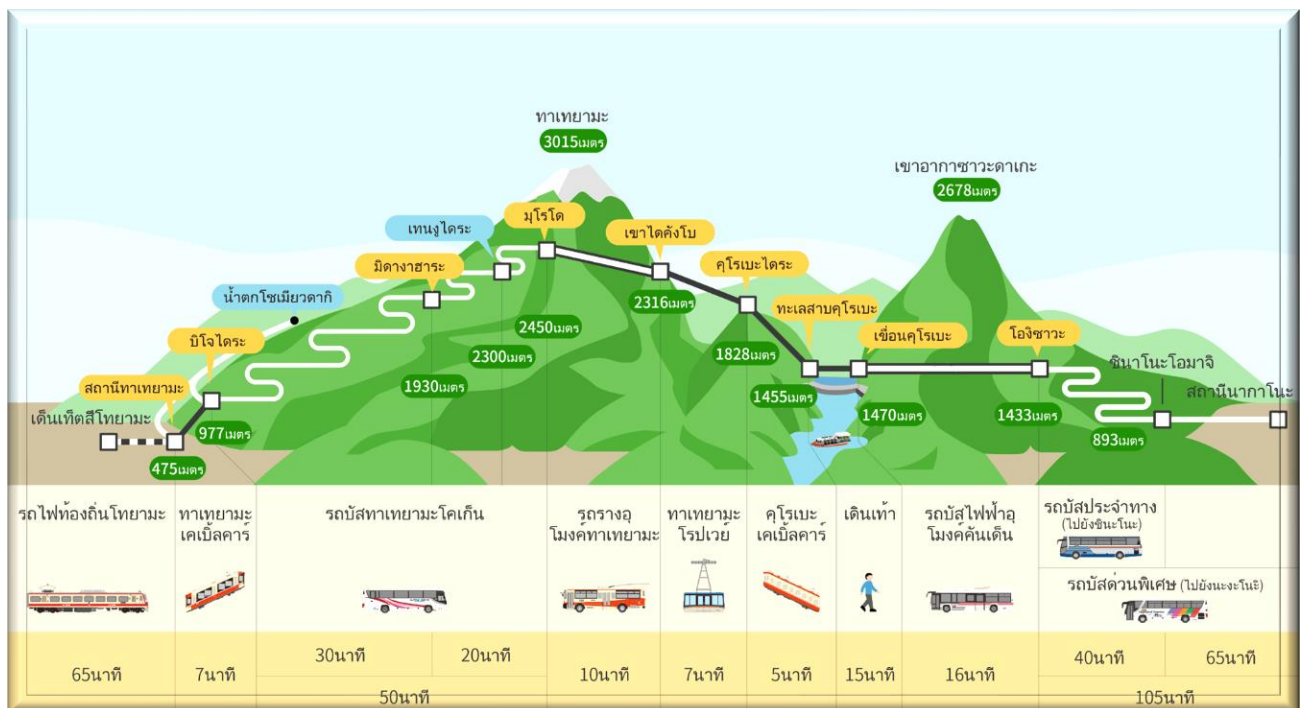 ทาเทยามะ
3015เมตร
เขาอากาซาวะดาเกะ
2678เมตร
มุโรโด
เทนงูไดระ
เขาไดคังโบ
มิดางาฮาระ
คุโรเบะไดระ
น้ำตกโชเมียวดากิ
2316เมตร
ทะเลสาบคุโรเบะ
2450เมตร
บิโจไดระ
เขื่อนคุโรเบะ
โองิซาวะ
2300เมตร
1828เมตร
ชินาโนะโอมาจิ
สถานีทาเทยามะ
1930เมตร
สถานีนากาโนะ
1455เมตร
เด็นเท็ตสึโทยามะ
1470เมตร
1433เมตร
977เมตร
893เมตร
475เมตร
รถไฟท้องถิ่นโทยามะ
ทาเทยามะ
เคเบิ้ลคาร์
รถบัสทาเทยามะโคเก็น
รถรางอุ
โมงค์ทาเทยามะ
ทาเทยามะ
โรปเวย์
คุโรเบะ
เคเบิ้ลคาร์
เดินเท้า
รถบัสไฟฟ้าอุ
โมงค์คันเด็น
รถบัสประจำทาง
(ไปยังชินะโนะ)
รถบัสด่วนพิเศษ (ไปยังนะงะโนะ)
65นาที
7นาที
30นาที
20นาที
50นาที
10นาที
7นาที
5นาที
15นาที
16นาที
40นาที
65นาที
105นาที